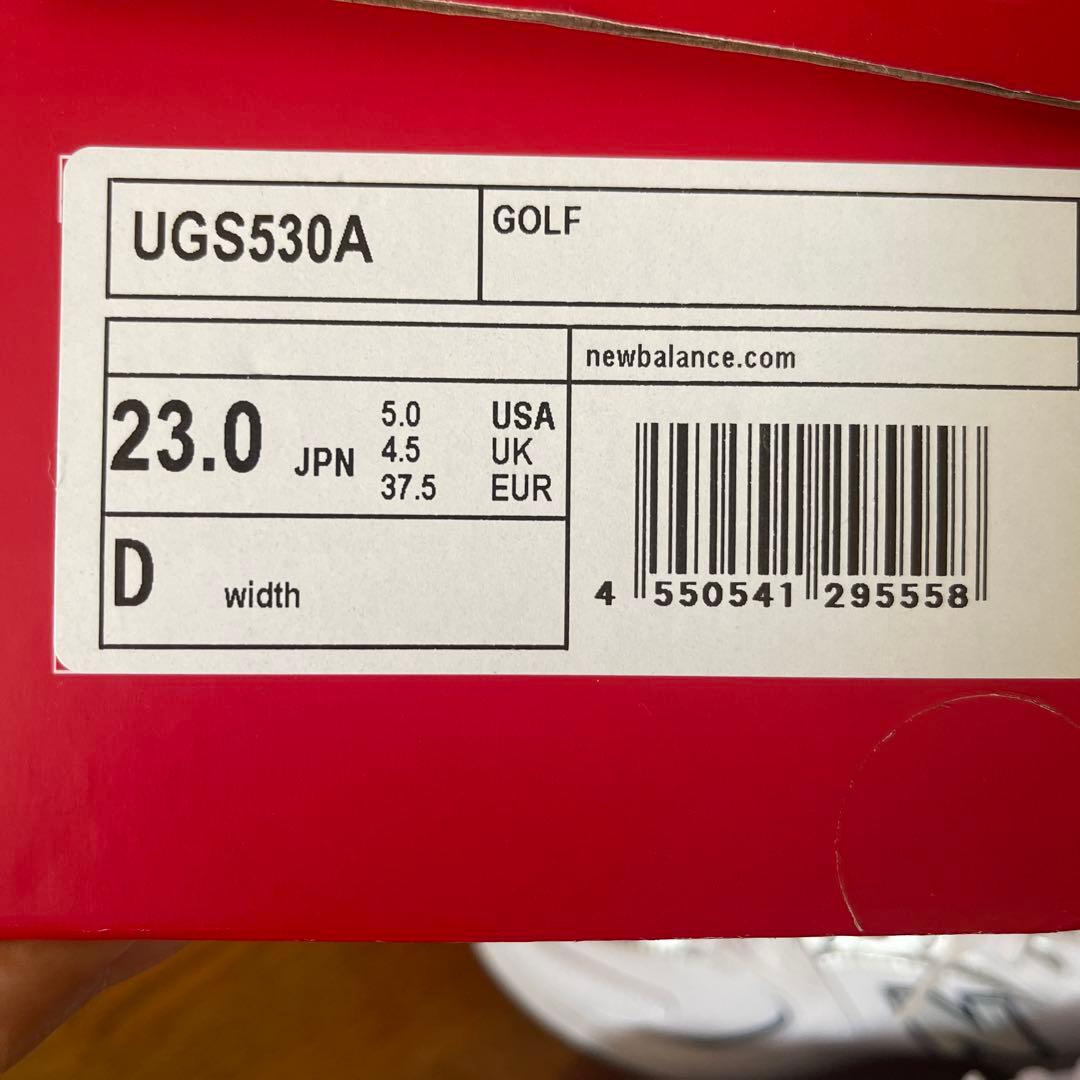 UGS530A
GOLF
newbalance.com
23.0 JPN
5.0 USA
4.5 UK
37.5 EUR
D width
4 550541 295558